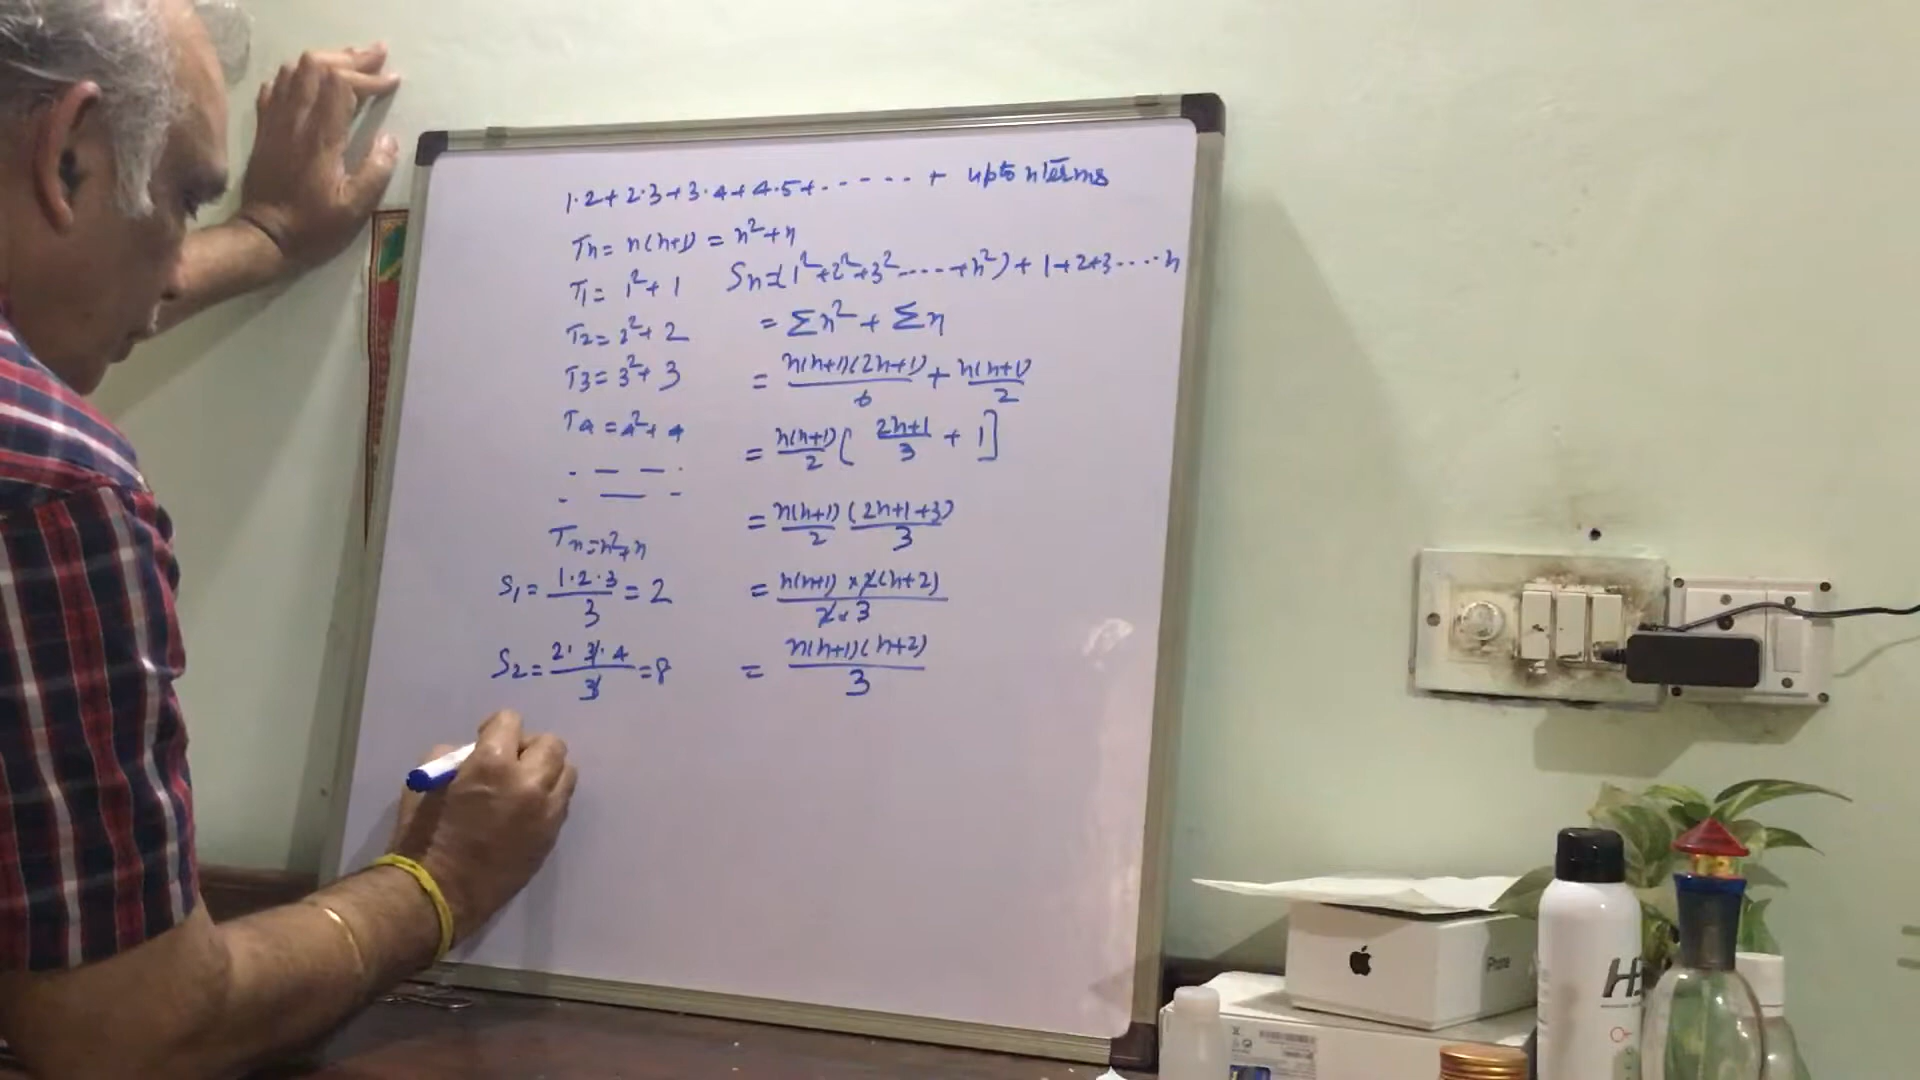 1·2+2·3+3·4+4·5+······+ upto nTerms
Tn= n(n+1) = n²+n
T1= 1²+1
T2=2²+2
T3=3²+3
T4=4²+4
· — — ·
· — -
Tn=n²+n
S1= 1·2·3/3 = 2
S2= 2·3·4/3 =8
Sn=(1²+2²+3²----+n²)+1+2+3····n
= Σn²+Σn
= n(n+1)(2n+1)/6 + n(n+1)/2
= n(n+1)/2 [ 2n+1/3 + 1]
= n(n+1)/2 (2n+1+3)/3
= n(n+1)×2(n+2)/2×3
= n(n+1)(n+2)/3
iPhone